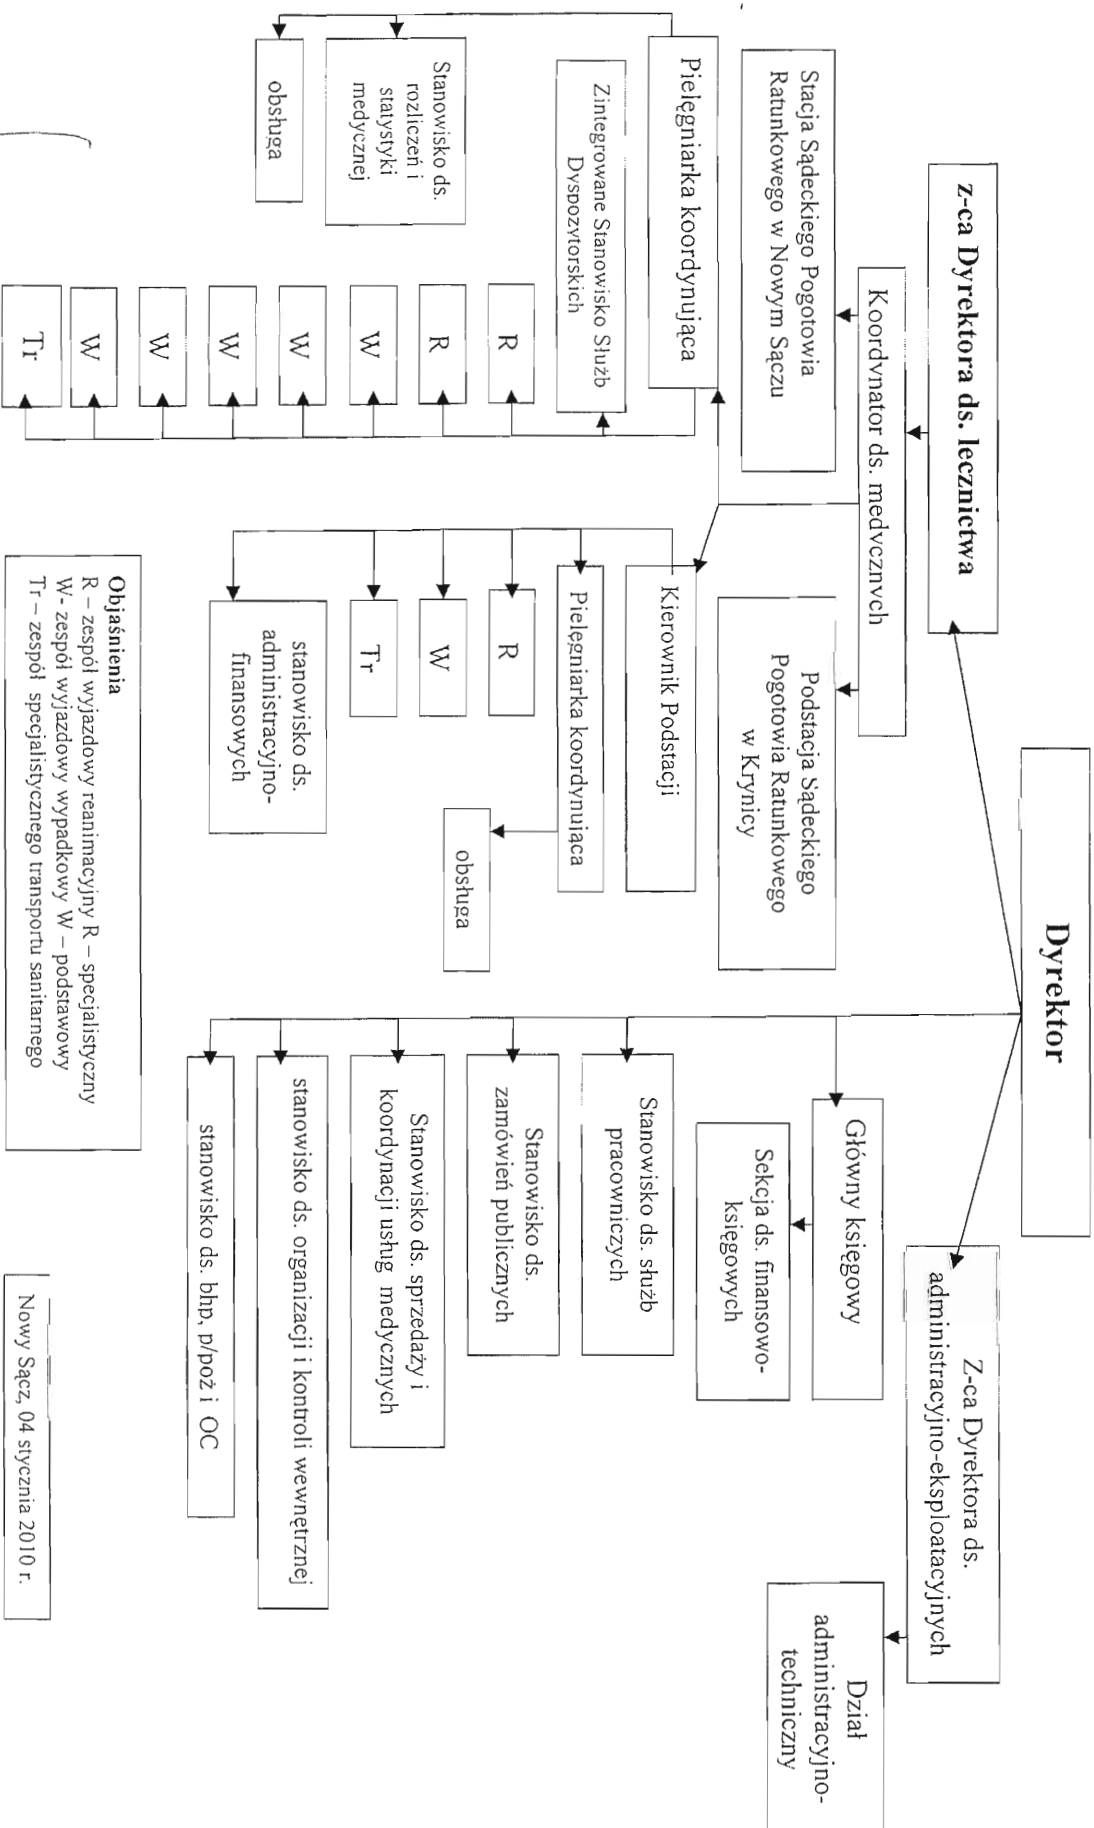 Dyrektor
z-ca Dyrektora ds. lecznictwa
Z-ca Dyrektora ds.
administracyjno-eksploatacyjnych
Koordynator ds. medycznych
Dział
administracyjno-
techniczny
Stacja Sądeckiego Pogotowia
Ratunkowego w Nowym Sączu
Podstacja Sądeckiego
Pogotowia Ratunkowego
w Krynicy
Główny księgowy
Sekcja ds. finansowo-
księgowych
Pielęgniarka koordynująca
Zintegrowane Stanowisko Służb
Dyspozytorskich
Stanowisko ds.
rozliczeń i
statystyki
medycznej
obsługa
R
R
W
W
W
W
W
Tr
Kierownik Podstacji
Pielęgniarka koordynująca
obsługa
R
W
Tr
stanowisko ds.
administracyjno-
finansowych
Stanowisko ds. służb
pracowniczych
Stanowisko ds.
zamówień publicznych
Stanowisko ds. sprzedaży i
koordynacji usług medycznych
stanowisko ds. organizacji i kontroli wewnętrznej
stanowisko ds. bhp, p/poż i OC
Objaśnienia
R – zespół wyjazdowy reanimacyjny R – specjalistyczny
W- zespół wyjazdowy wypadkowy W – podstawowy
Tr – zespół specjalistycznego transportu sanitarnego
Nowy Sącz, 04 stycznia 2010 r.